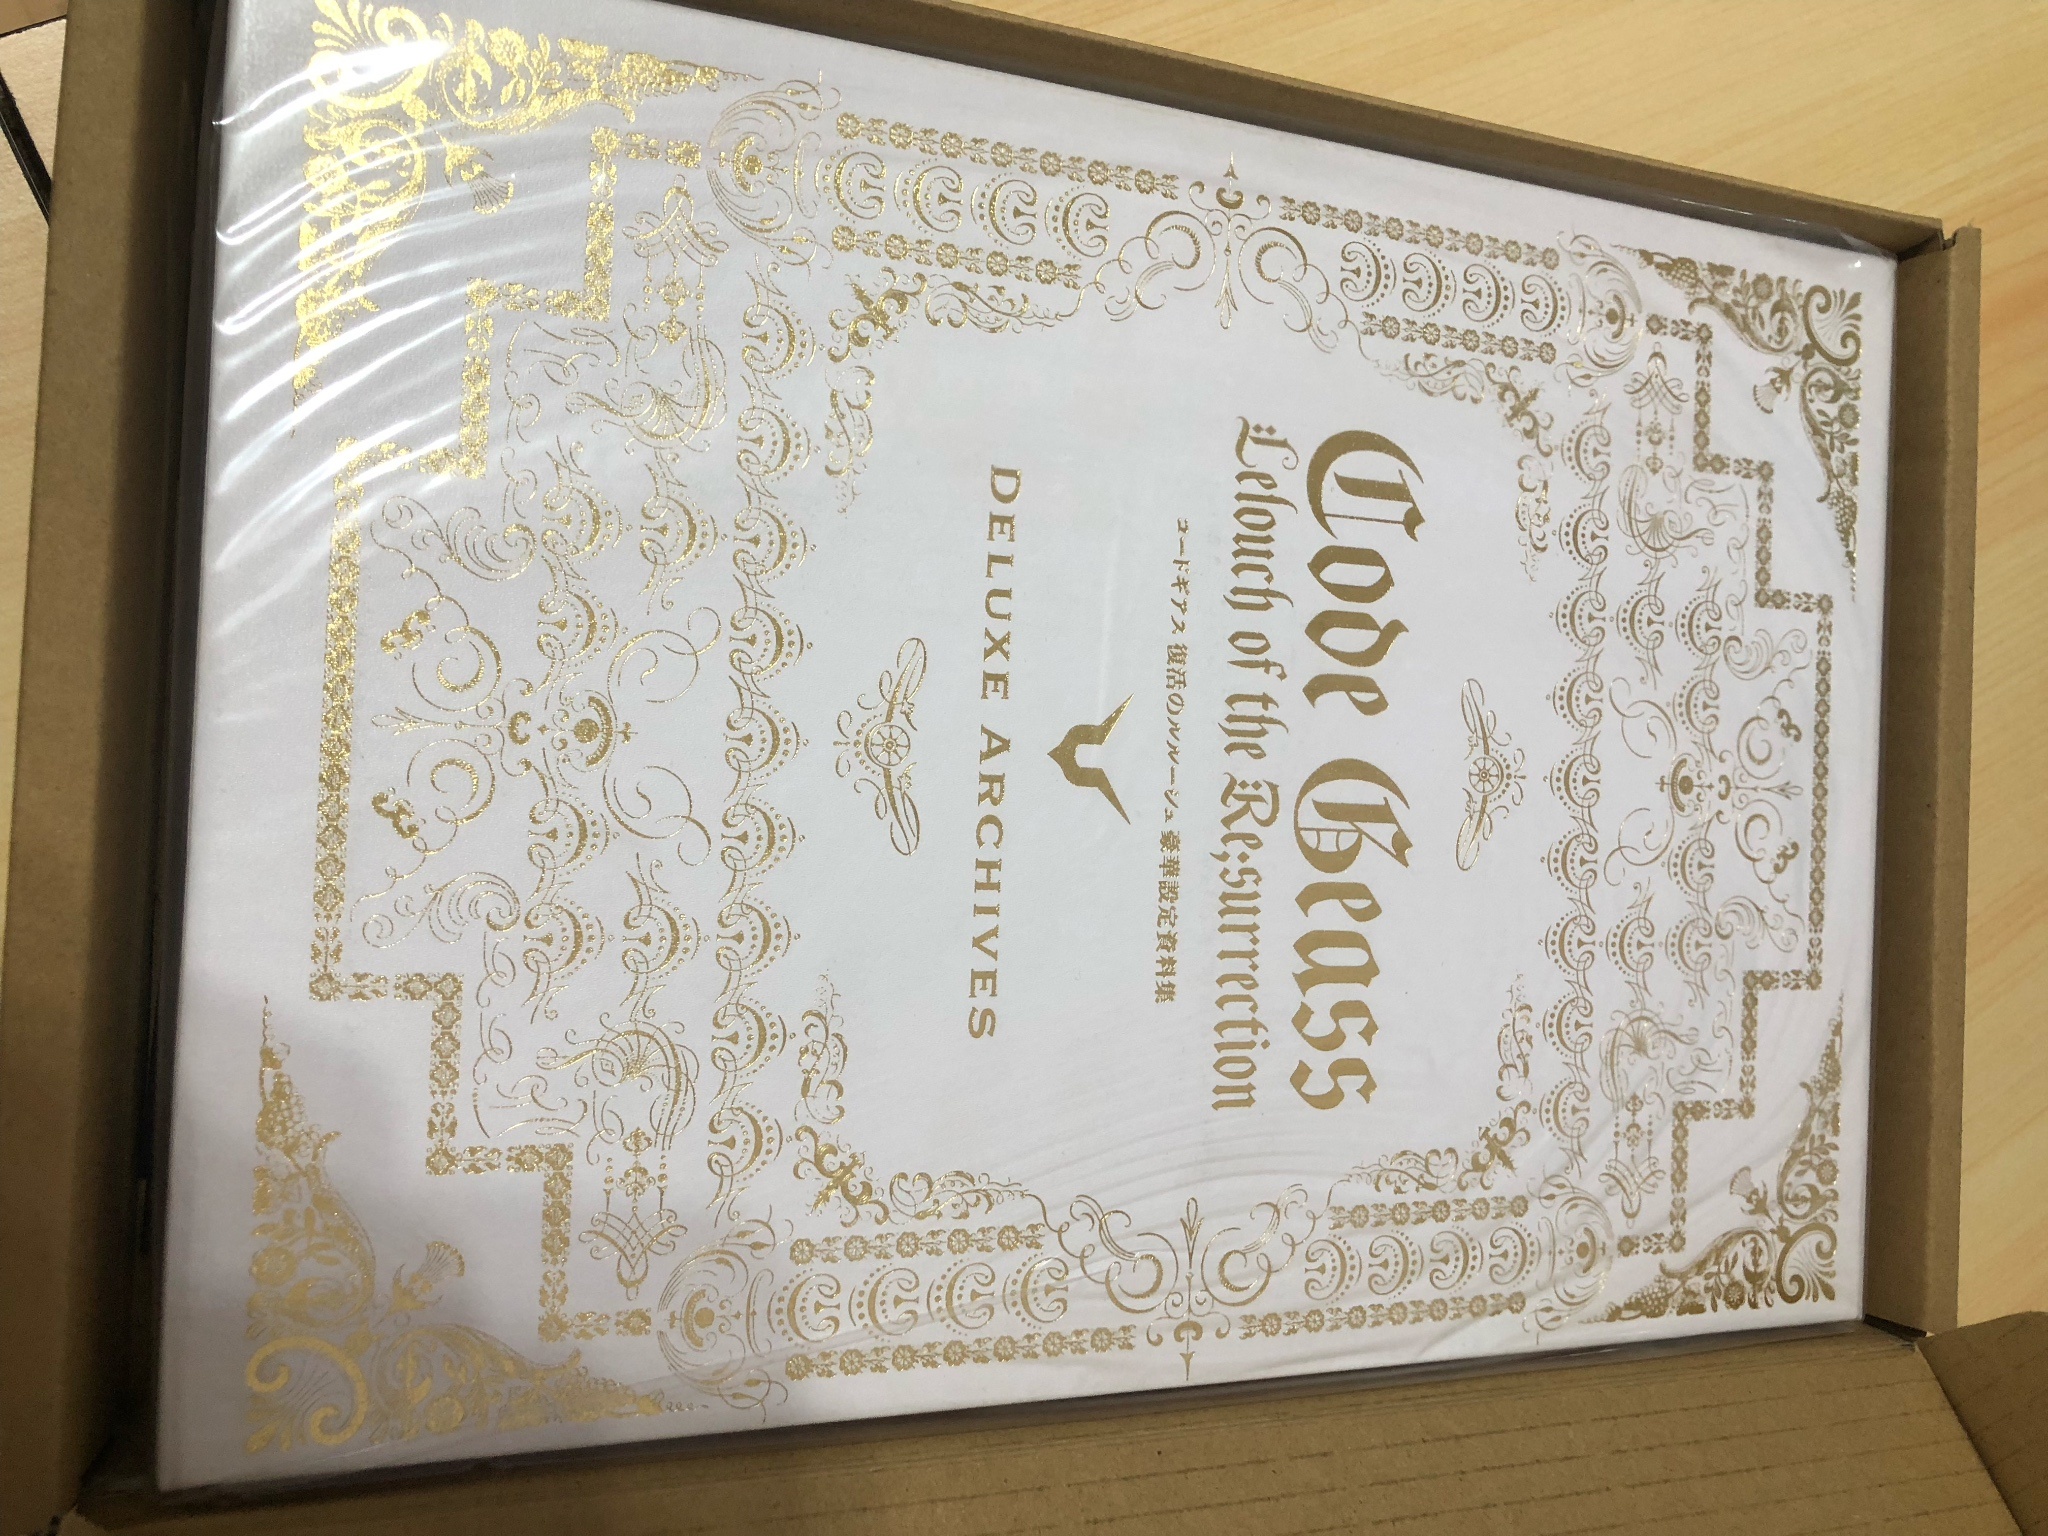 Code Geass
Lelouch of the Re;surrection
コードギアス 復活のルルーシュ 豪華設定資料集
DELUXE ARCHIVES